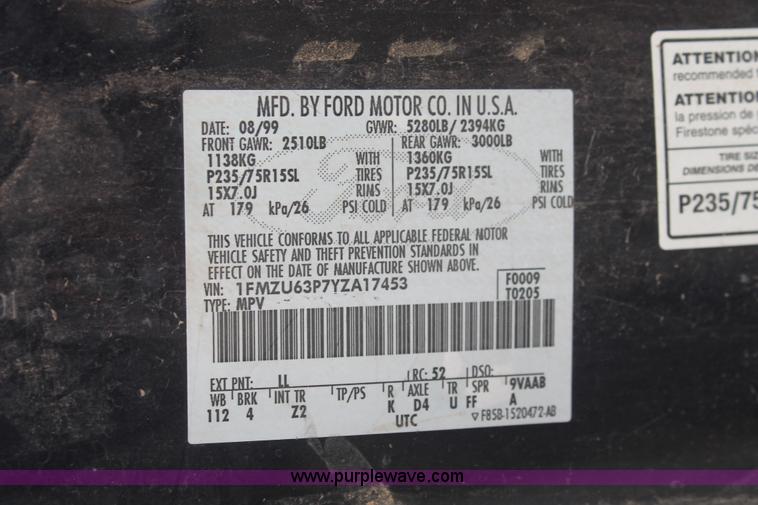 MFD. BY FORD MOTOR CO. IN U.S.A.
DATE: 08/99 GVWR: 5280LB/ 2394KG
FRONT GAWR: 2510LB REAR GAWR: 3000LB
1138KG WITH 1360KG WITH
P235/75R15SL TIRES P235/75R15SL TIRES
15X7.0J RIMS 15X7.0J RIMS
AT 179 kPa/26 PSI COLD AT 179 kPa/26 PSI COLD
THIS VEHICLE CONFORMS TO ALL APPLICABLE FEDERAL MOTOR
VEHICLE SAFETY AND THEFT PREVENTION STANDARDS IN
EFFECT ON THE DATE OF MANUFACTURE SHOWN ABOVE.
VIN: 1FMZU63P7YZA17453 F0009
TYPE: MPV T0205
EXT PNT: LL RC: 52 DSO:
WB BRK INT TR TP/PS R AXLE TR SPR 9VAAB
112 4 Z2 K D4 U FF A
UTC F85B-1520472-AB
Ford
ATTENTION
recommended
ATTENTION
la pression de
Firestone spéc
TIRE SIZ
DIMENSIONS DE
P235/75
www.purplewave.com